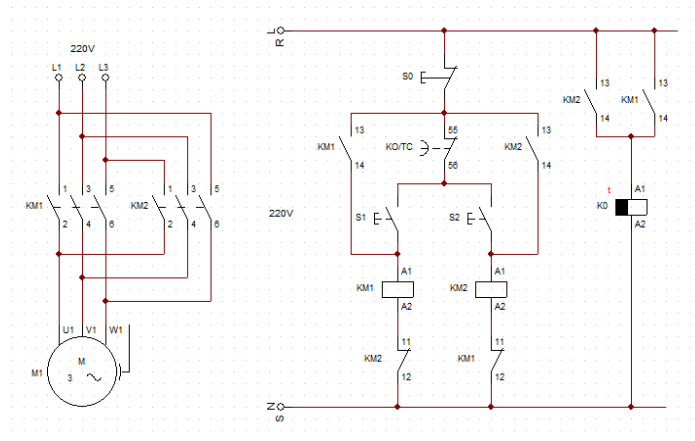 220V
L1 L2 L3
KM1 1 3 5
2 4 6
KM2 1 3 5
2 4 6
U1 V1 W1
M1
M
3
R L
S0
KM1 13
14
KO/TC 55
56
KM2 13
14
220V
S1
S2
KM1 A1
A2
KM2 A1
A2
KM2 11
12
KM1 11
12
S N
KM2 13
14
KM1 13
14
t
K0 A1
A2